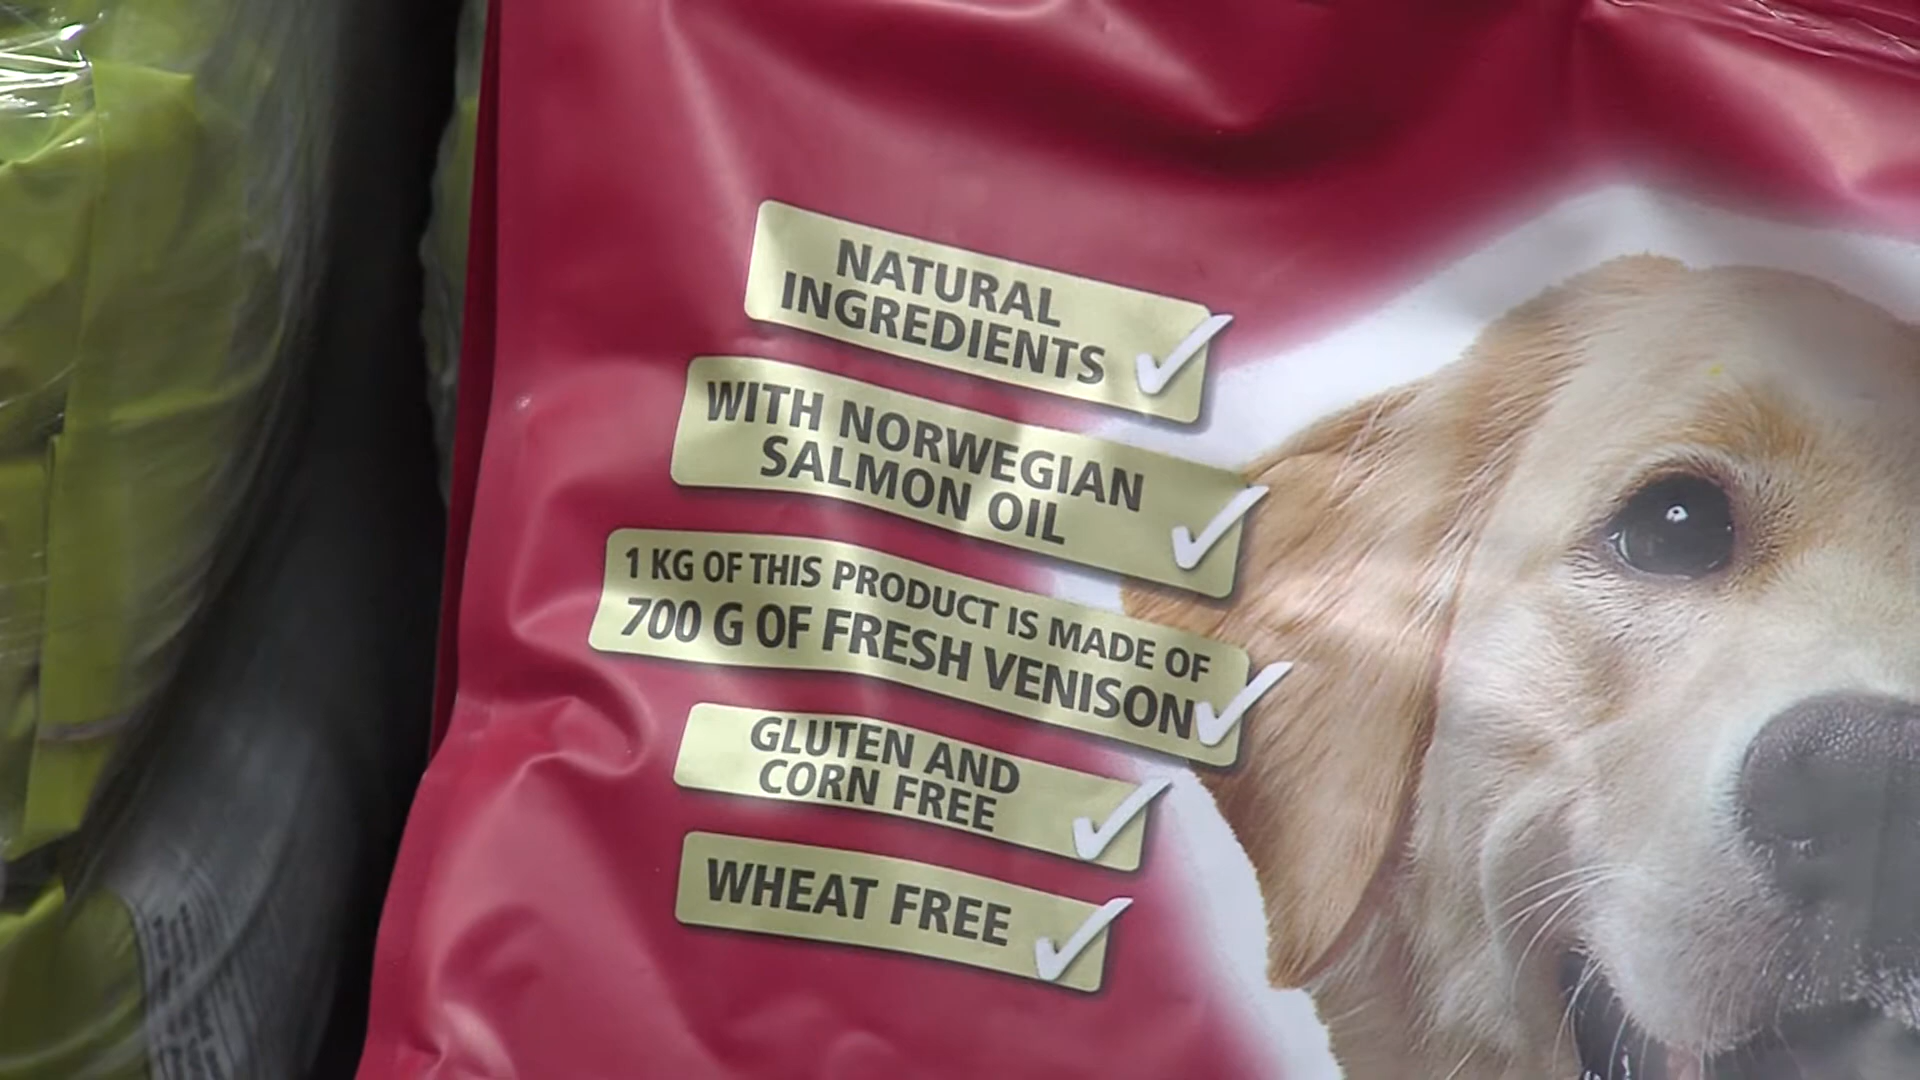 NATURAL
INGREDIENTS
WITH NORWEGIAN
SALMON OIL
1 KG OF THIS PRODUCT IS MADE OF
700 G OF FRESH VENISON
GLUTEN AND
CORN FREE
WHEAT FREE